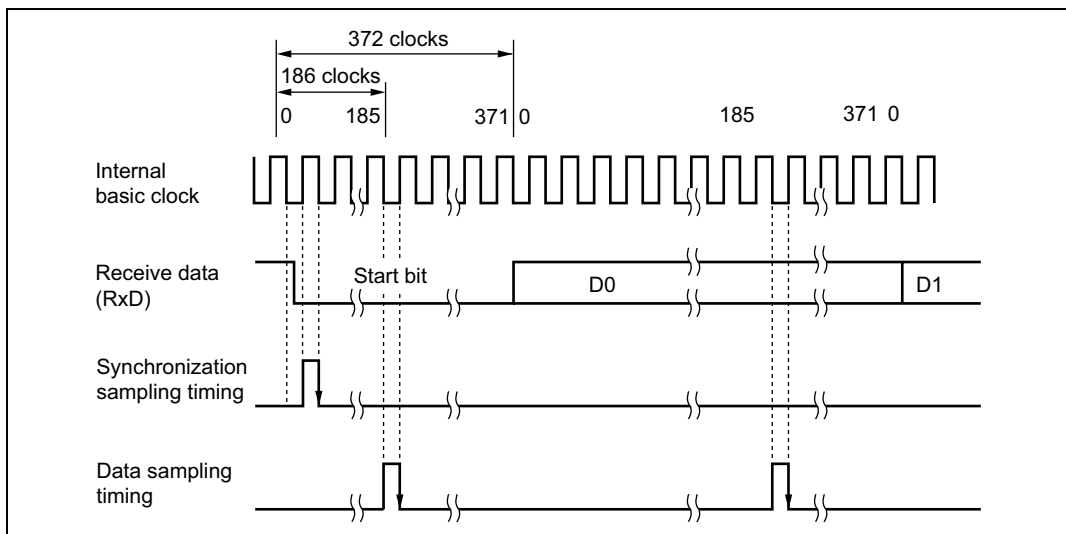 372 clocks
186 clocks
0 185 371 0 185 371 0
Internal
basic clock
Receive data
(RxD)
Start bit D0 D1
Synchronization
sampling timing
Data sampling
timing